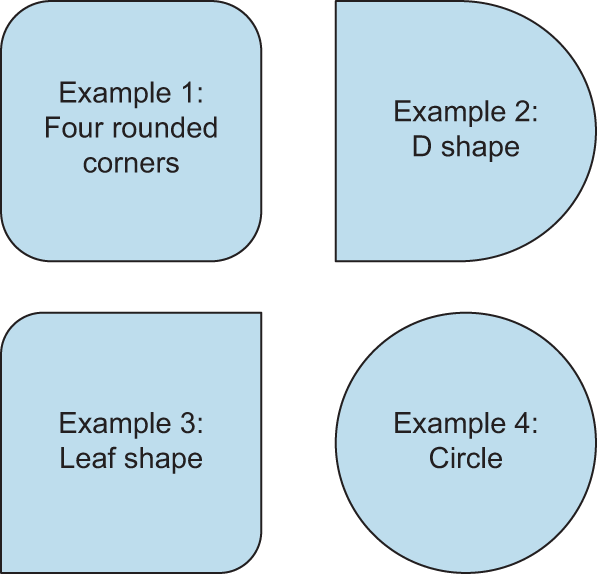 Example 1:
Four rounded
corners
Example 2:
D shape
Example 3:
Leaf shape
Example 4:
Circle